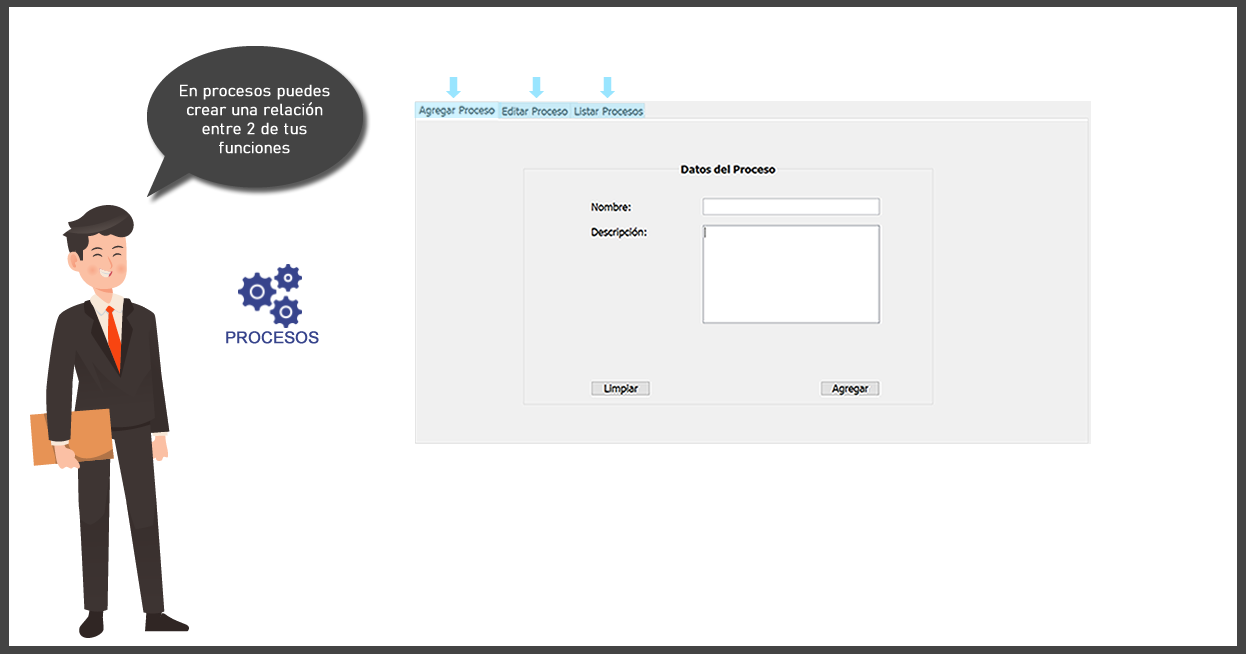 En procesos puedes
crear una relación
entre 2 de tus
funciones
PROCESOS
Agregar Proceso Editar Proceso Listar Procesos
Datos del Proceso
Nombre:
Descripción:
Limpiar Agregar